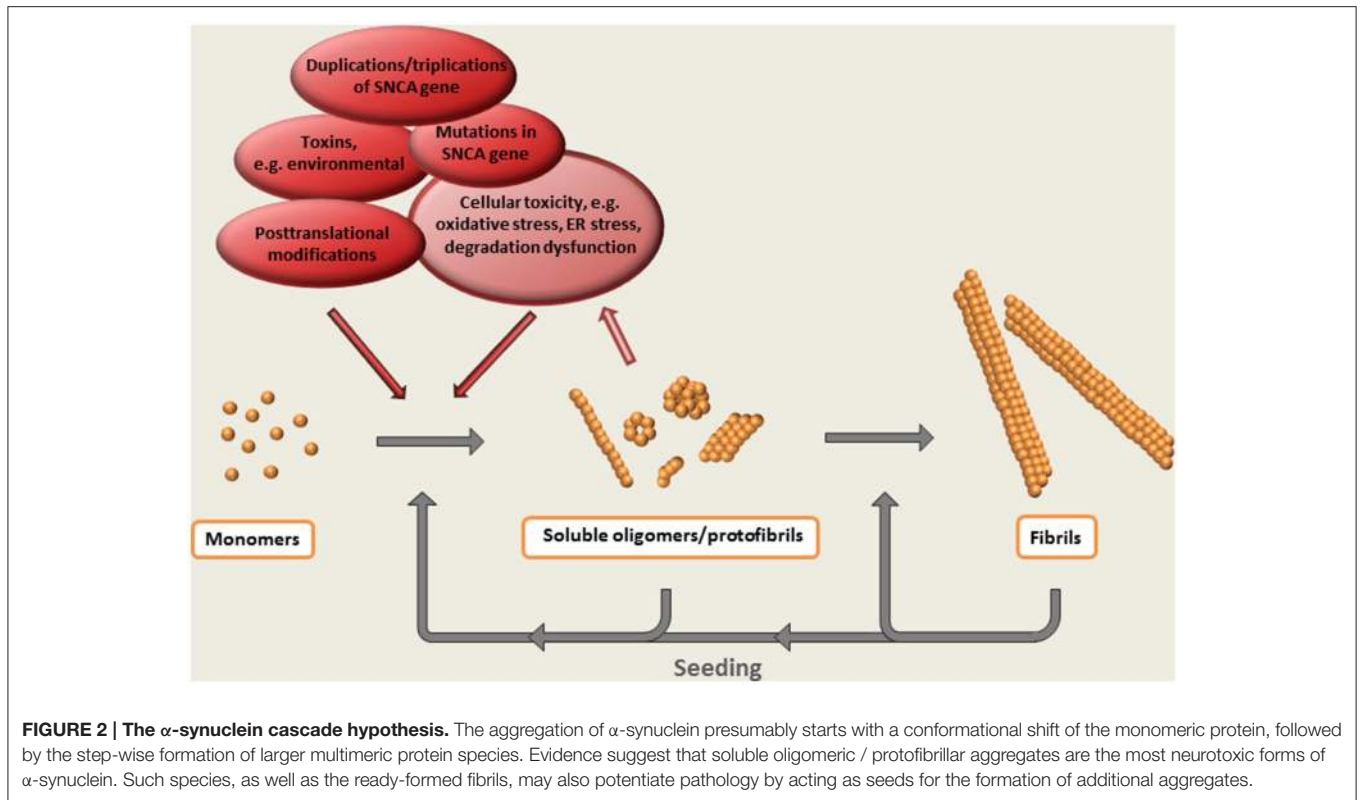 Duplications/triplications
of SNCA gene
Toxins,
e.g. environmental
Mutations in
SNCA gene
Cellular toxicity, e.g.
oxidative stress, ER stress,
degradation dysfunction
Posttranslational
modifications
Monomers
Soluble oligomers/protofibrils
Fibrils
Seeding
FIGURE 2 | The α-synuclein cascade hypothesis. The aggregation of α-synuclein presumably starts with a conformational shift of the monomeric protein, followed
by the step-wise formation of larger multimeric protein species. Evidence suggest that soluble oligomeric / protofibrillar aggregates are the most neurotoxic forms of
α-synuclein. Such species, as well as the ready-formed fibrils, may also potentiate pathology by acting as seeds for the formation of additional aggregates.